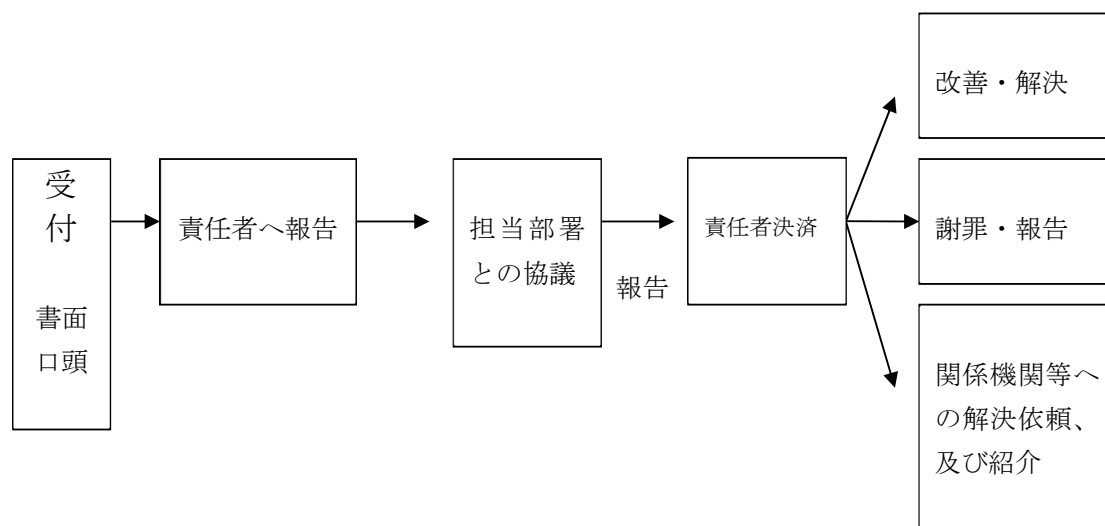 受
付
書面
口頭
責任者へ報告
担当部署
との協議
報告
責任者決済
改善・解決
謝罪・報告
関係機関等へ
の解決依頼、
及び紹介